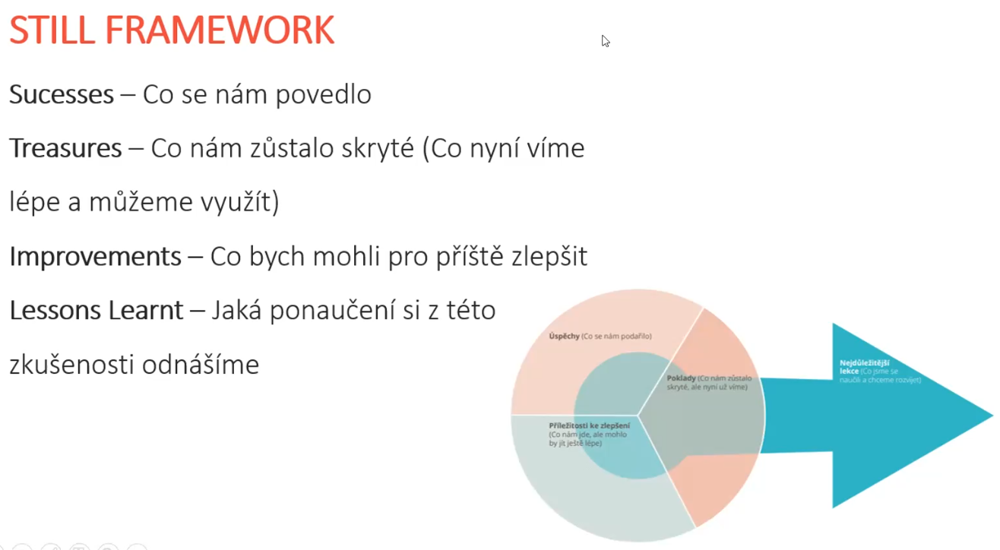 STILL FRAMEWORK
Sucesses – Co se nám povedlo
Treasures – Co nám zůstalo skryté (Co nyní víme
lépe a můžeme využít)
Improvements – Co bych mohli pro příště zlepšit
Lessons Learnt – Jaká ponaučení si z této
zkušenosti odnášíme
Úspěchy (Co se nám podařilo)
Poklady (Co nám zůstalo
skryté, ale nyní už víme)
Příležitosti ke zlepšení
(Co nám jde, ale mohlo
by jít ještě lépe)
Nejdůležitější
lekce (Co jsme se
naučili a chceme rozvíjet)